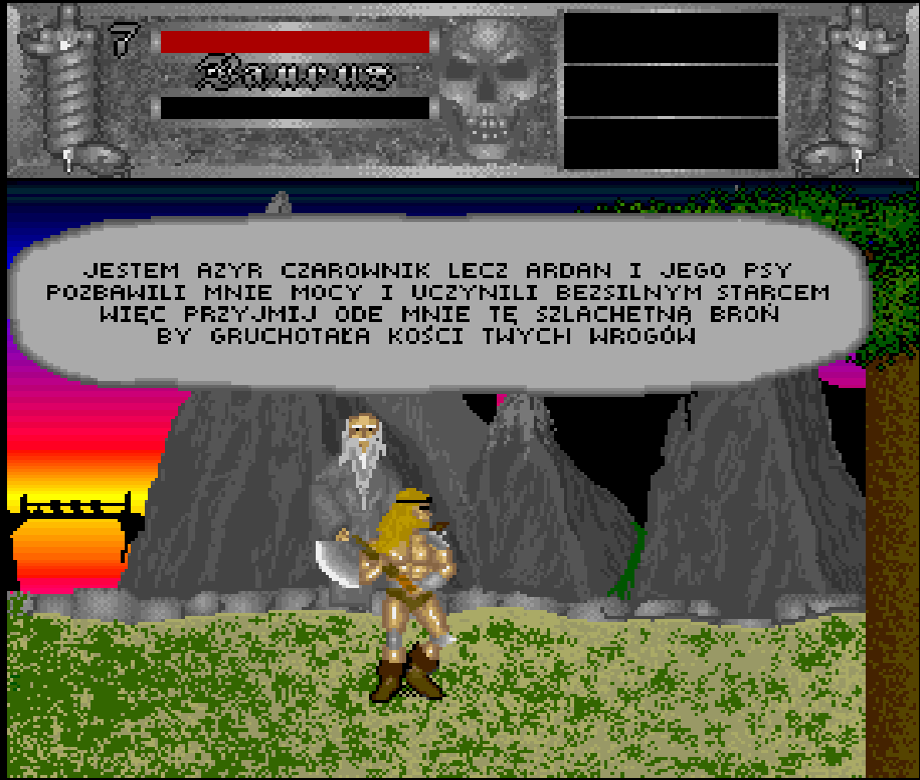 7
Baurus
JESTEM AZYR CZAROWNIK LECZ ARDAN I JEGO PSY
POZBAWILI MNIE MOCY I UCZYNILI BEZSILNYM STARCEM
WIĘC PRZYJMIJ ODE MNIE TĘ SZLACHETNĄ BROŃ
BY GRUCHOTAŁA KOŚCI TWYCH WROGÓW